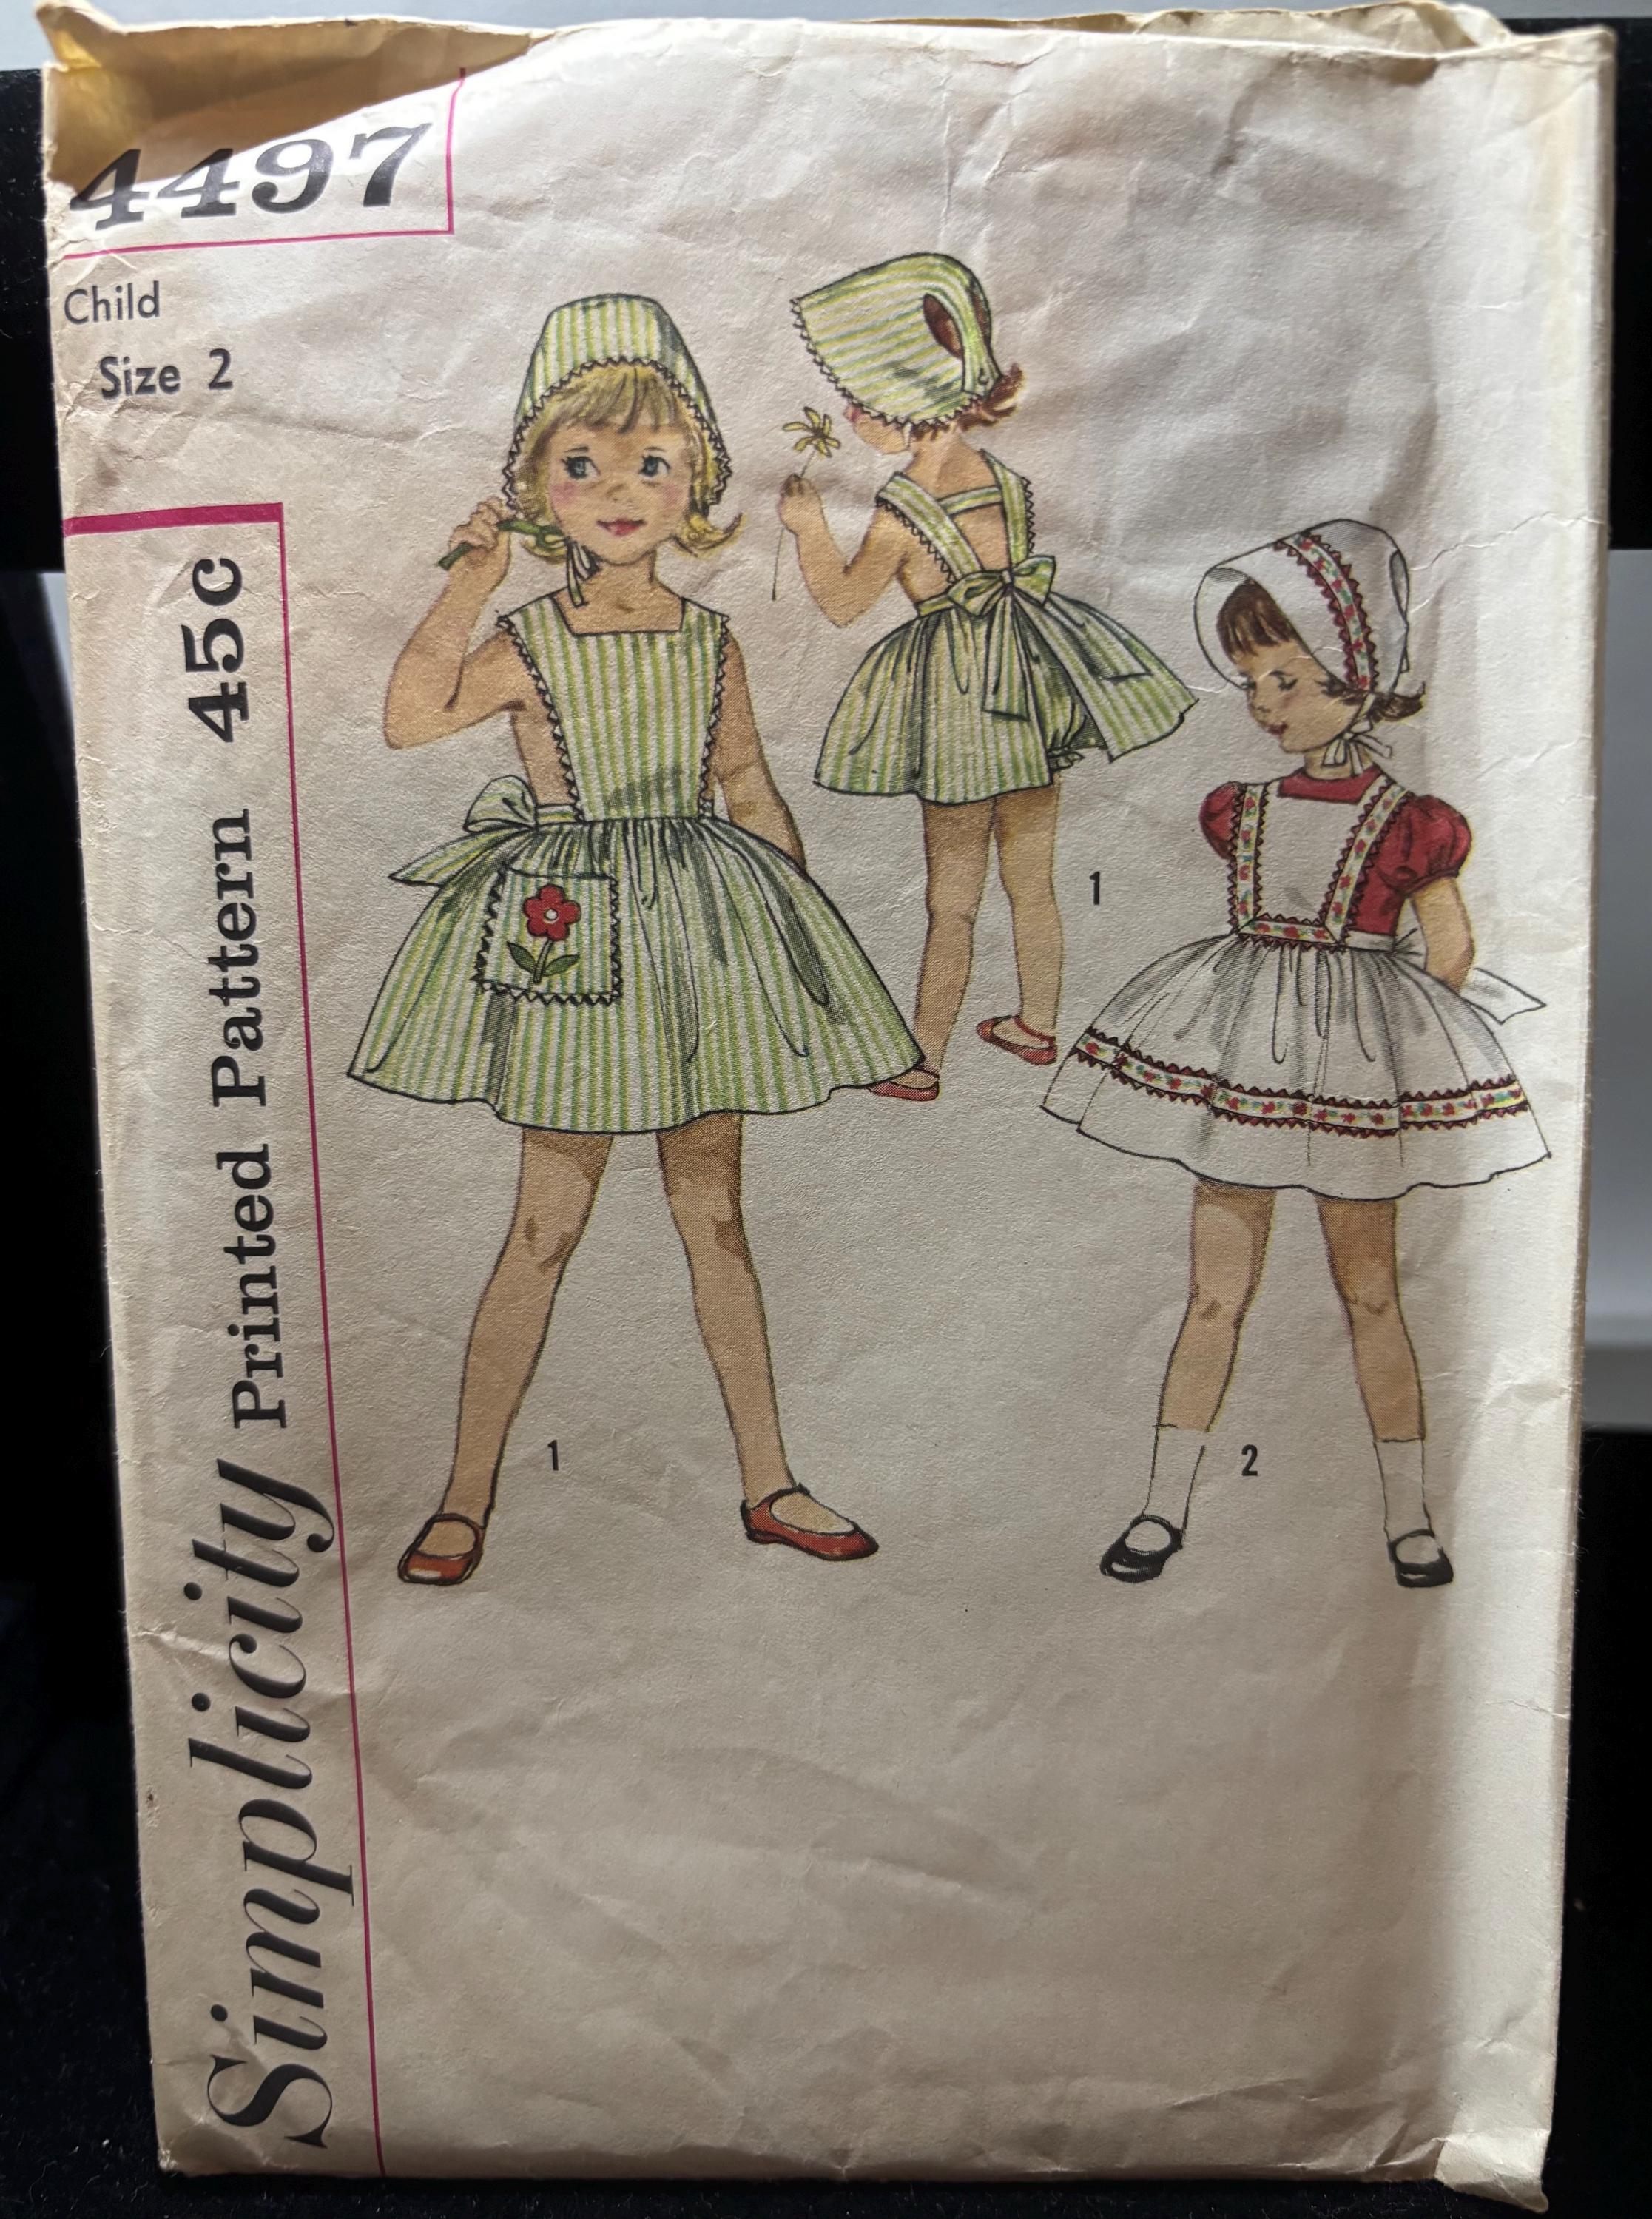 4497
Child
Size 2
Simplicity Printed Pattern 45c
1
1
2